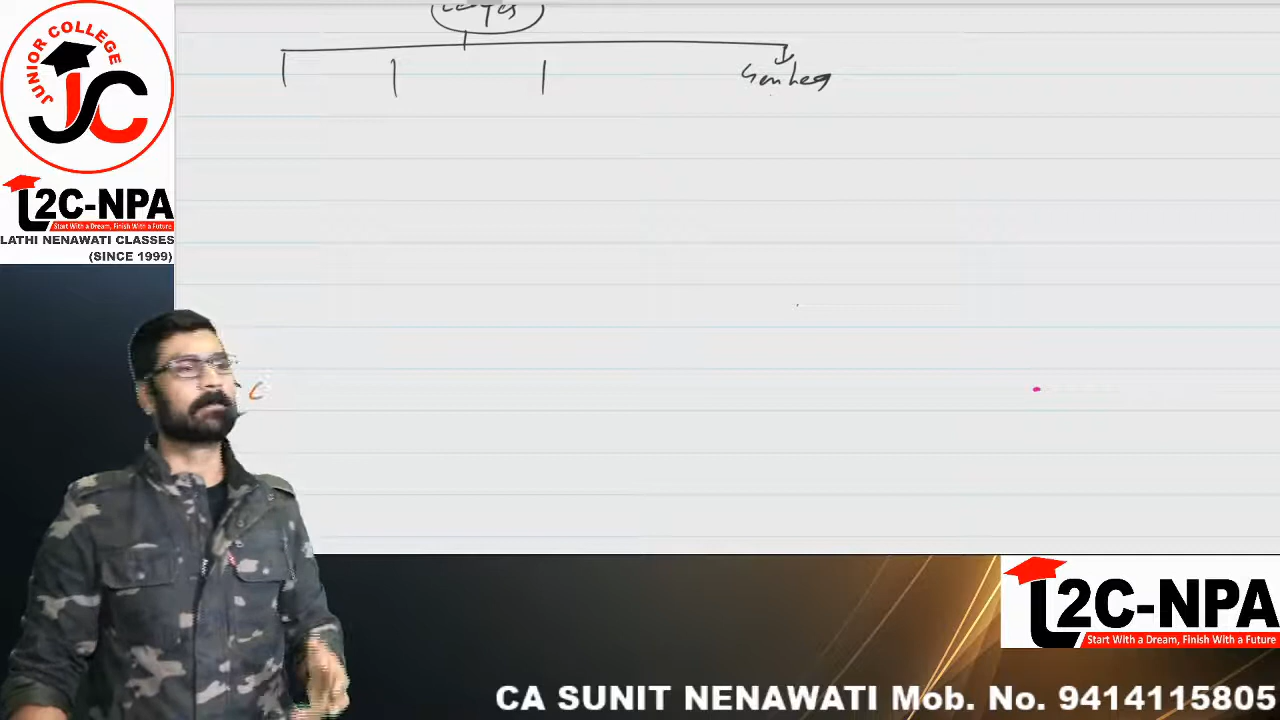 JUNIOR COLLEGE
JC
L2C-NPA
Start With a Dream, Finish With a Future
LATHI NENAWATI CLASSES
(SINCE 1999)
L2C-NPA
Start With a Dream, Finish With a Future
CA SUNIT NENAWATI Mob. No. 9414115805